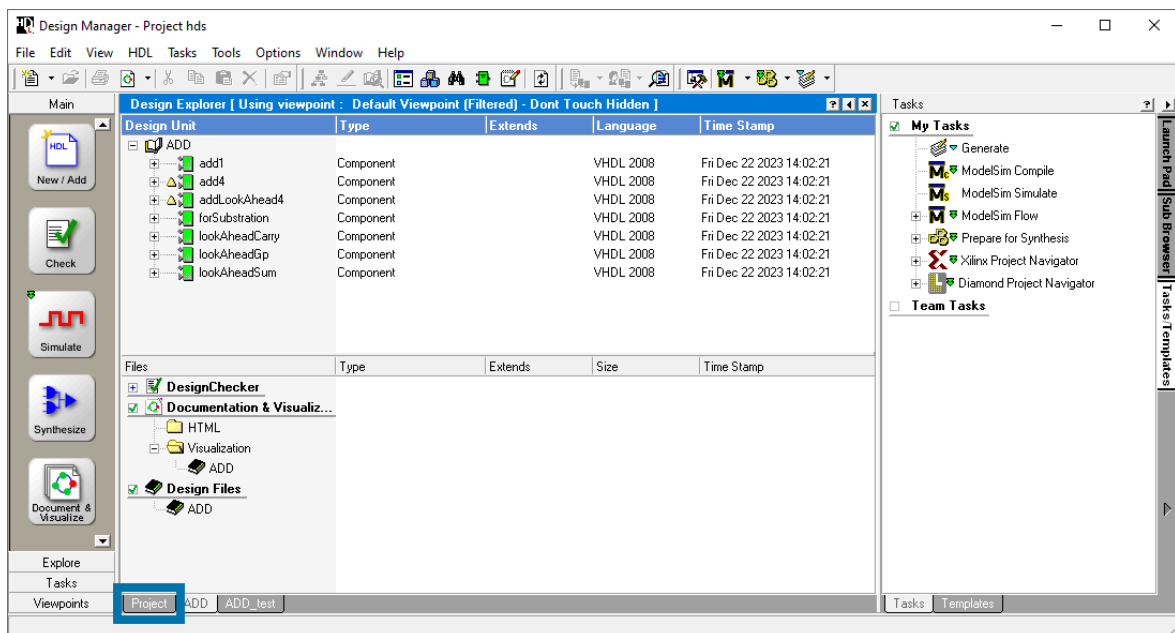 Design Manager - Project hds
File Edit View HDL Tasks Tools Options Window Help
Main
HDL
New / Add
Check
Simulate
Synthesize
Document &
Visualize
Explore
Tasks
Viewpoints
Design Explorer [ Using viewpoint : Default Viewpoint (Filtered) - Dont Touch Hidden ]
Design Unit Type Extends Language Time Stamp
ADD
add1 Component VHDL 2008 Fri Dec 22 2023 14:02:21
add4 Component VHDL 2008 Fri Dec 22 2023 14:02:21
addLookAhead4 Component VHDL 2008 Fri Dec 22 2023 14:02:21
forSubstration Component VHDL 2008 Fri Dec 22 2023 14:02:21
lookAheadCarry Component VHDL 2008 Fri Dec 22 2023 14:02:21
lookAheadGp Component VHDL 2008 Fri Dec 22 2023 14:02:21
lookAheadSum Component VHDL 2008 Fri Dec 22 2023 14:02:21
Files Type Extends Size Time Stamp
DesignChecker
Documentation & Visualiz...
HTML
Visualization
ADD
Design Files
ADD
Project ADD ADD_test
Tasks
My Tasks
Generate
ModelSim Compile
ModelSim Simulate
ModelSim Flow
Prepare for Synthesis
Xilinx Project Navigator
Diamond Project Navigator
Team Tasks
Tasks Templates
Launch Pad
Sub Browser
Tasks/Templates